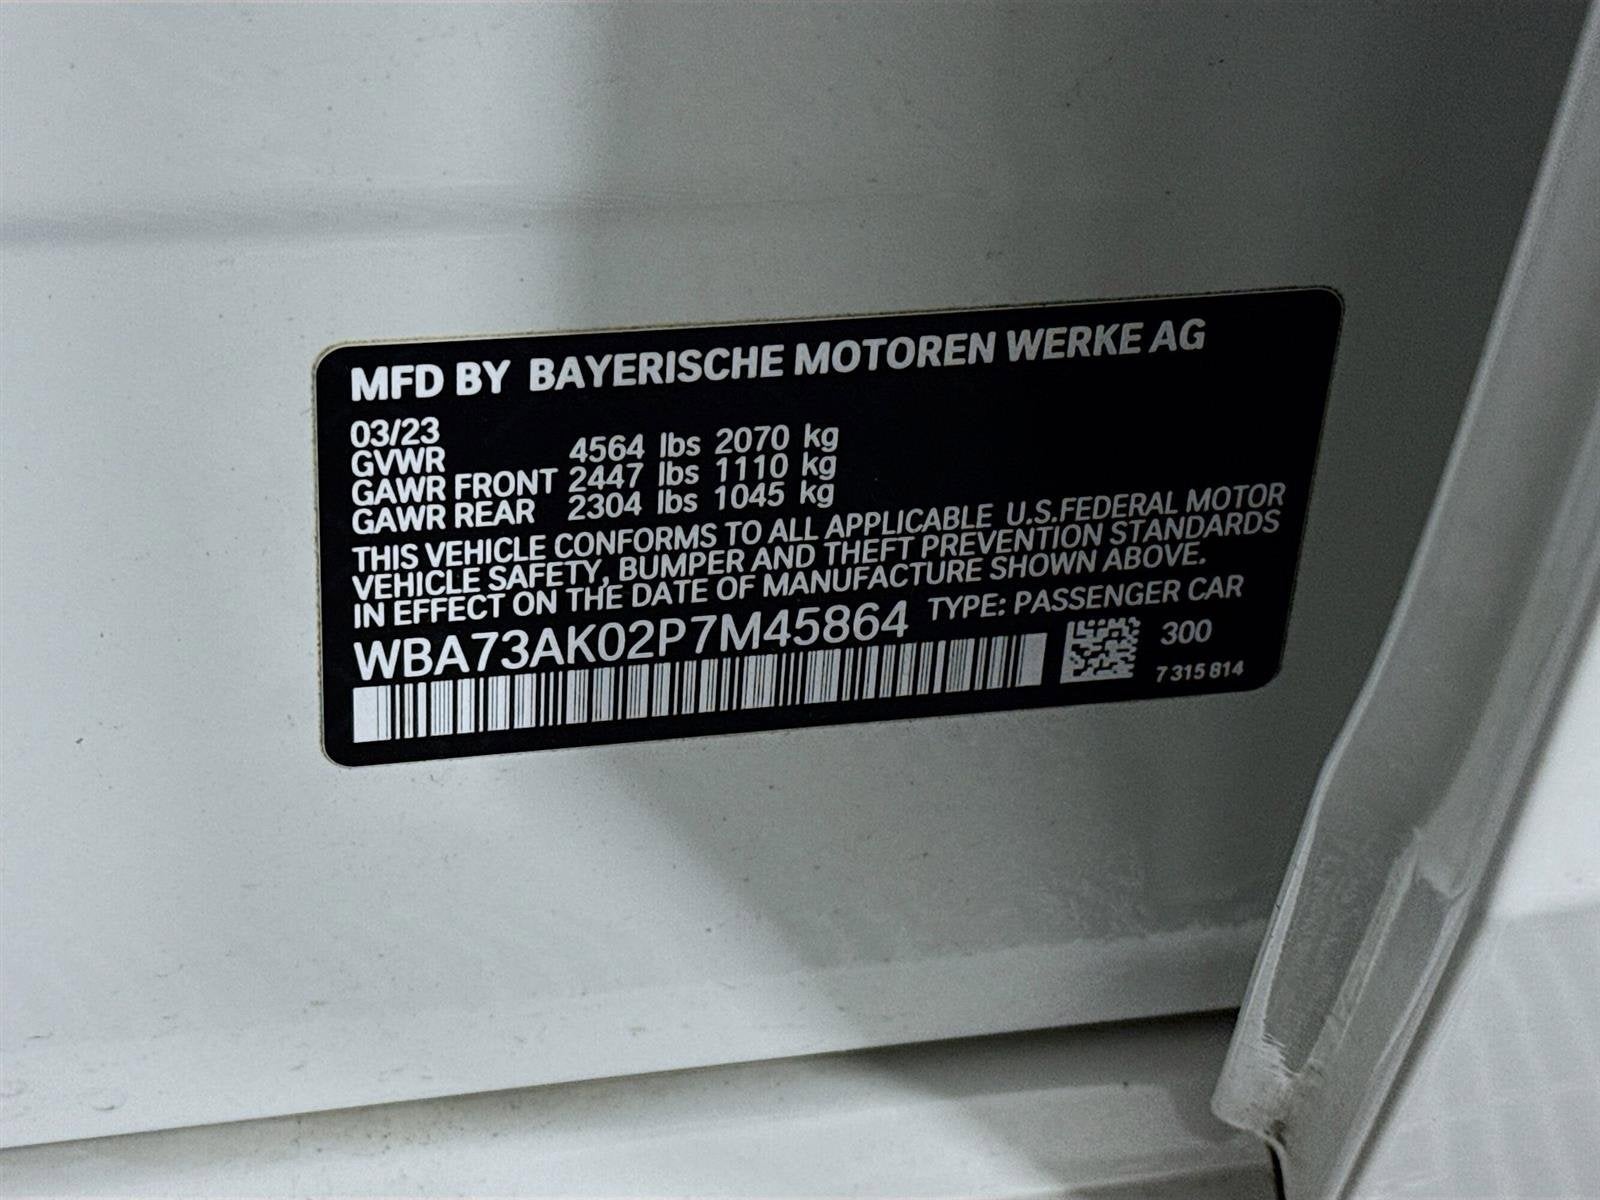 MFD BY BAYERISCHE MOTOREN WERKE AG
03/23
GVWR 4564 lbs 2070 kg
GAWR FRONT 2447 lbs 1110 kg
GAWR REAR 2304 lbs 1045 kg
THIS VEHICLE CONFORMS TO ALL APPLICABLE U.S.FEDERAL MOTOR
VEHICLE SAFETY, BUMPER AND THEFT PREVENTION STANDARDS
IN EFFECT ON THE DATE OF MANUFACTURE SHOWN ABOVE.
WBA73AK02P7M45864 TYPE: PASSENGER CAR
300
7 315 814